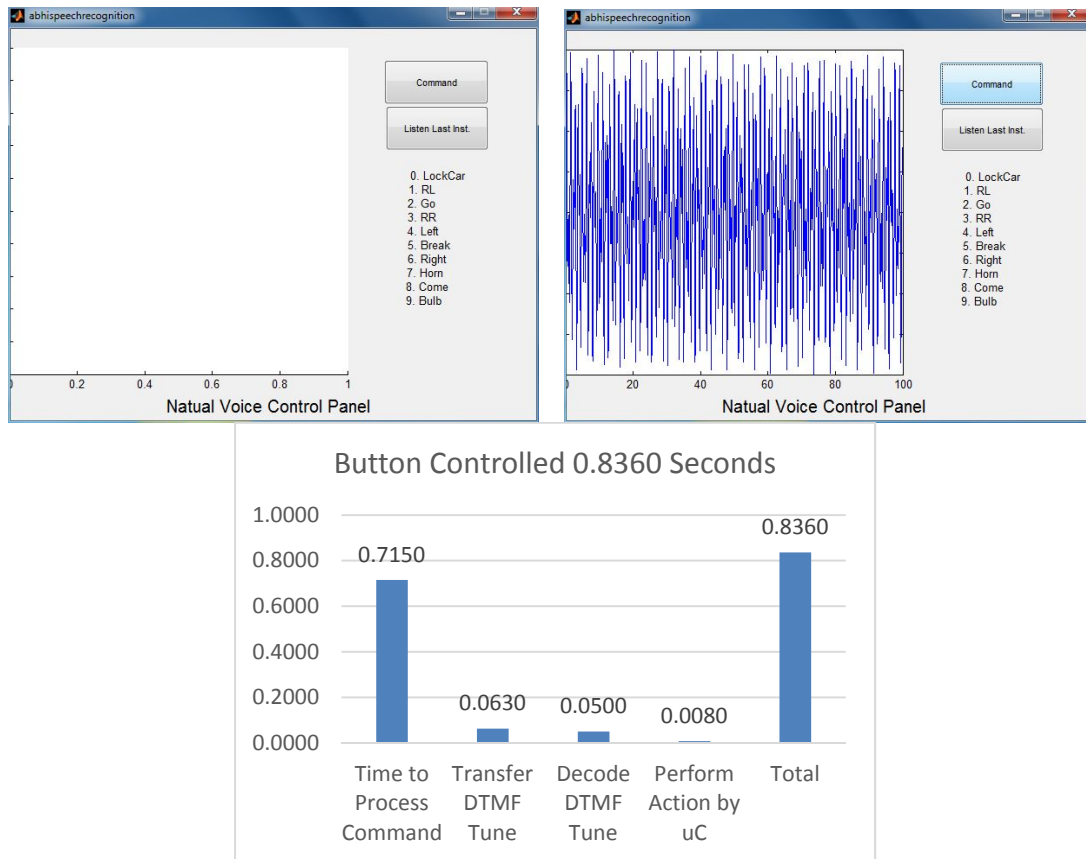 abhispeechrecognition
Command
Listen Last Inst.
0. LockCar
1. RL
2. Go
3. RR
4. Left
5. Break
6. Right
7. Horn
8. Come
9. Bulb
0.2 0.4 0.6 0.8 1
Natual Voice Control Panel
abhispeechrecognition
Command
Listen Last Inst.
0. LockCar
1. RL
2. Go
3. RR
4. Left
5. Break
6. Right
7. Horn
8. Come
9. Bulb
20 40 60 80 100
Natual Voice Control Panel
Button Controlled 0.8360 Seconds
1.0000
0.8000
0.6000
0.4000
0.2000
0.0000
0.7150
0.0630
0.0500
0.0080
0.8360
Time to
Process
Command
Transfer
DTMF
Tune
Decode
DTMF
Tune
Perform
Action by
uC
Total